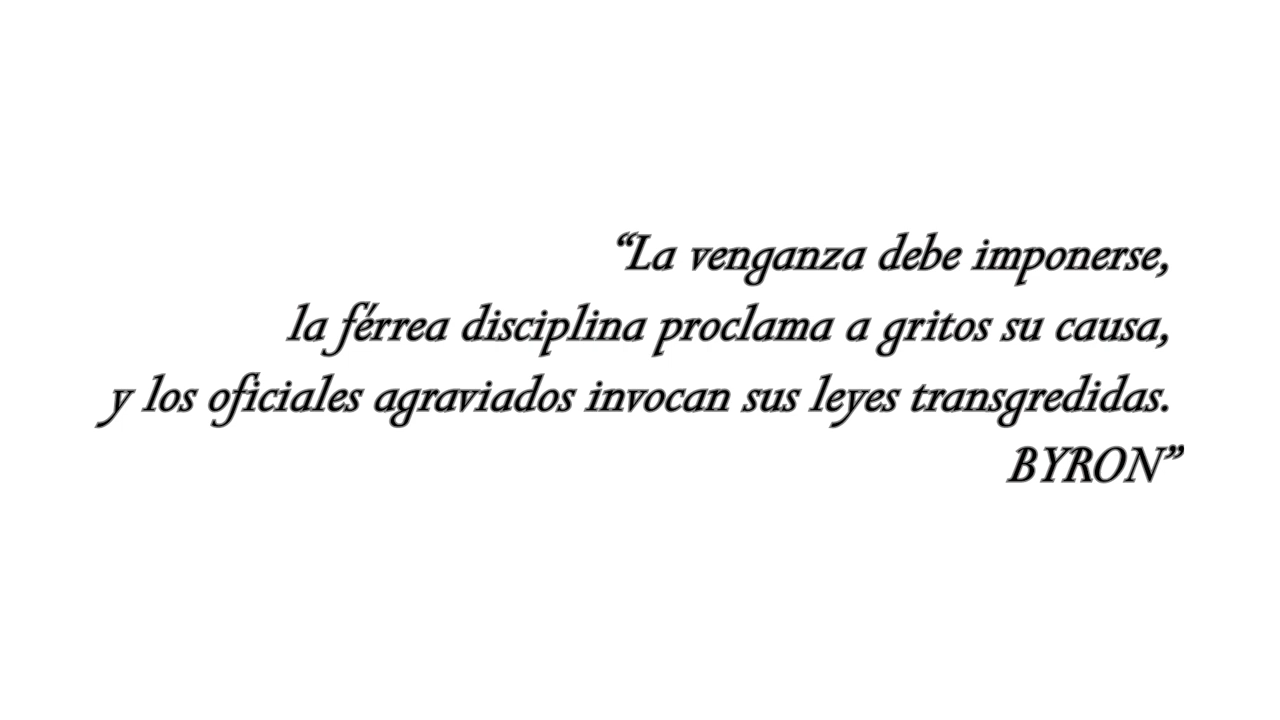 “La venganza debe imponerse,
la férrea disciplina proclama a gritos su causa,
y los oficiales agraviados invocan sus leyes transgredidas.
BYRON”